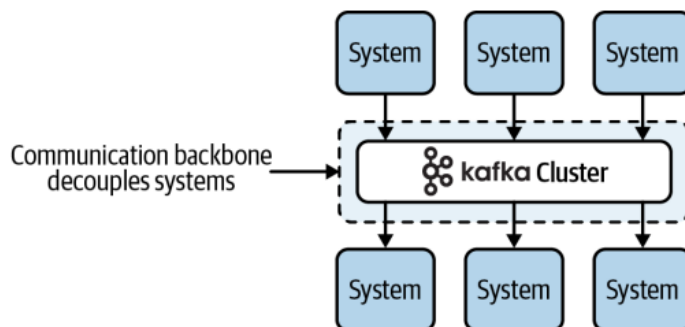 System System System
Communication backbone
decouples systems
kafka Cluster
System System System